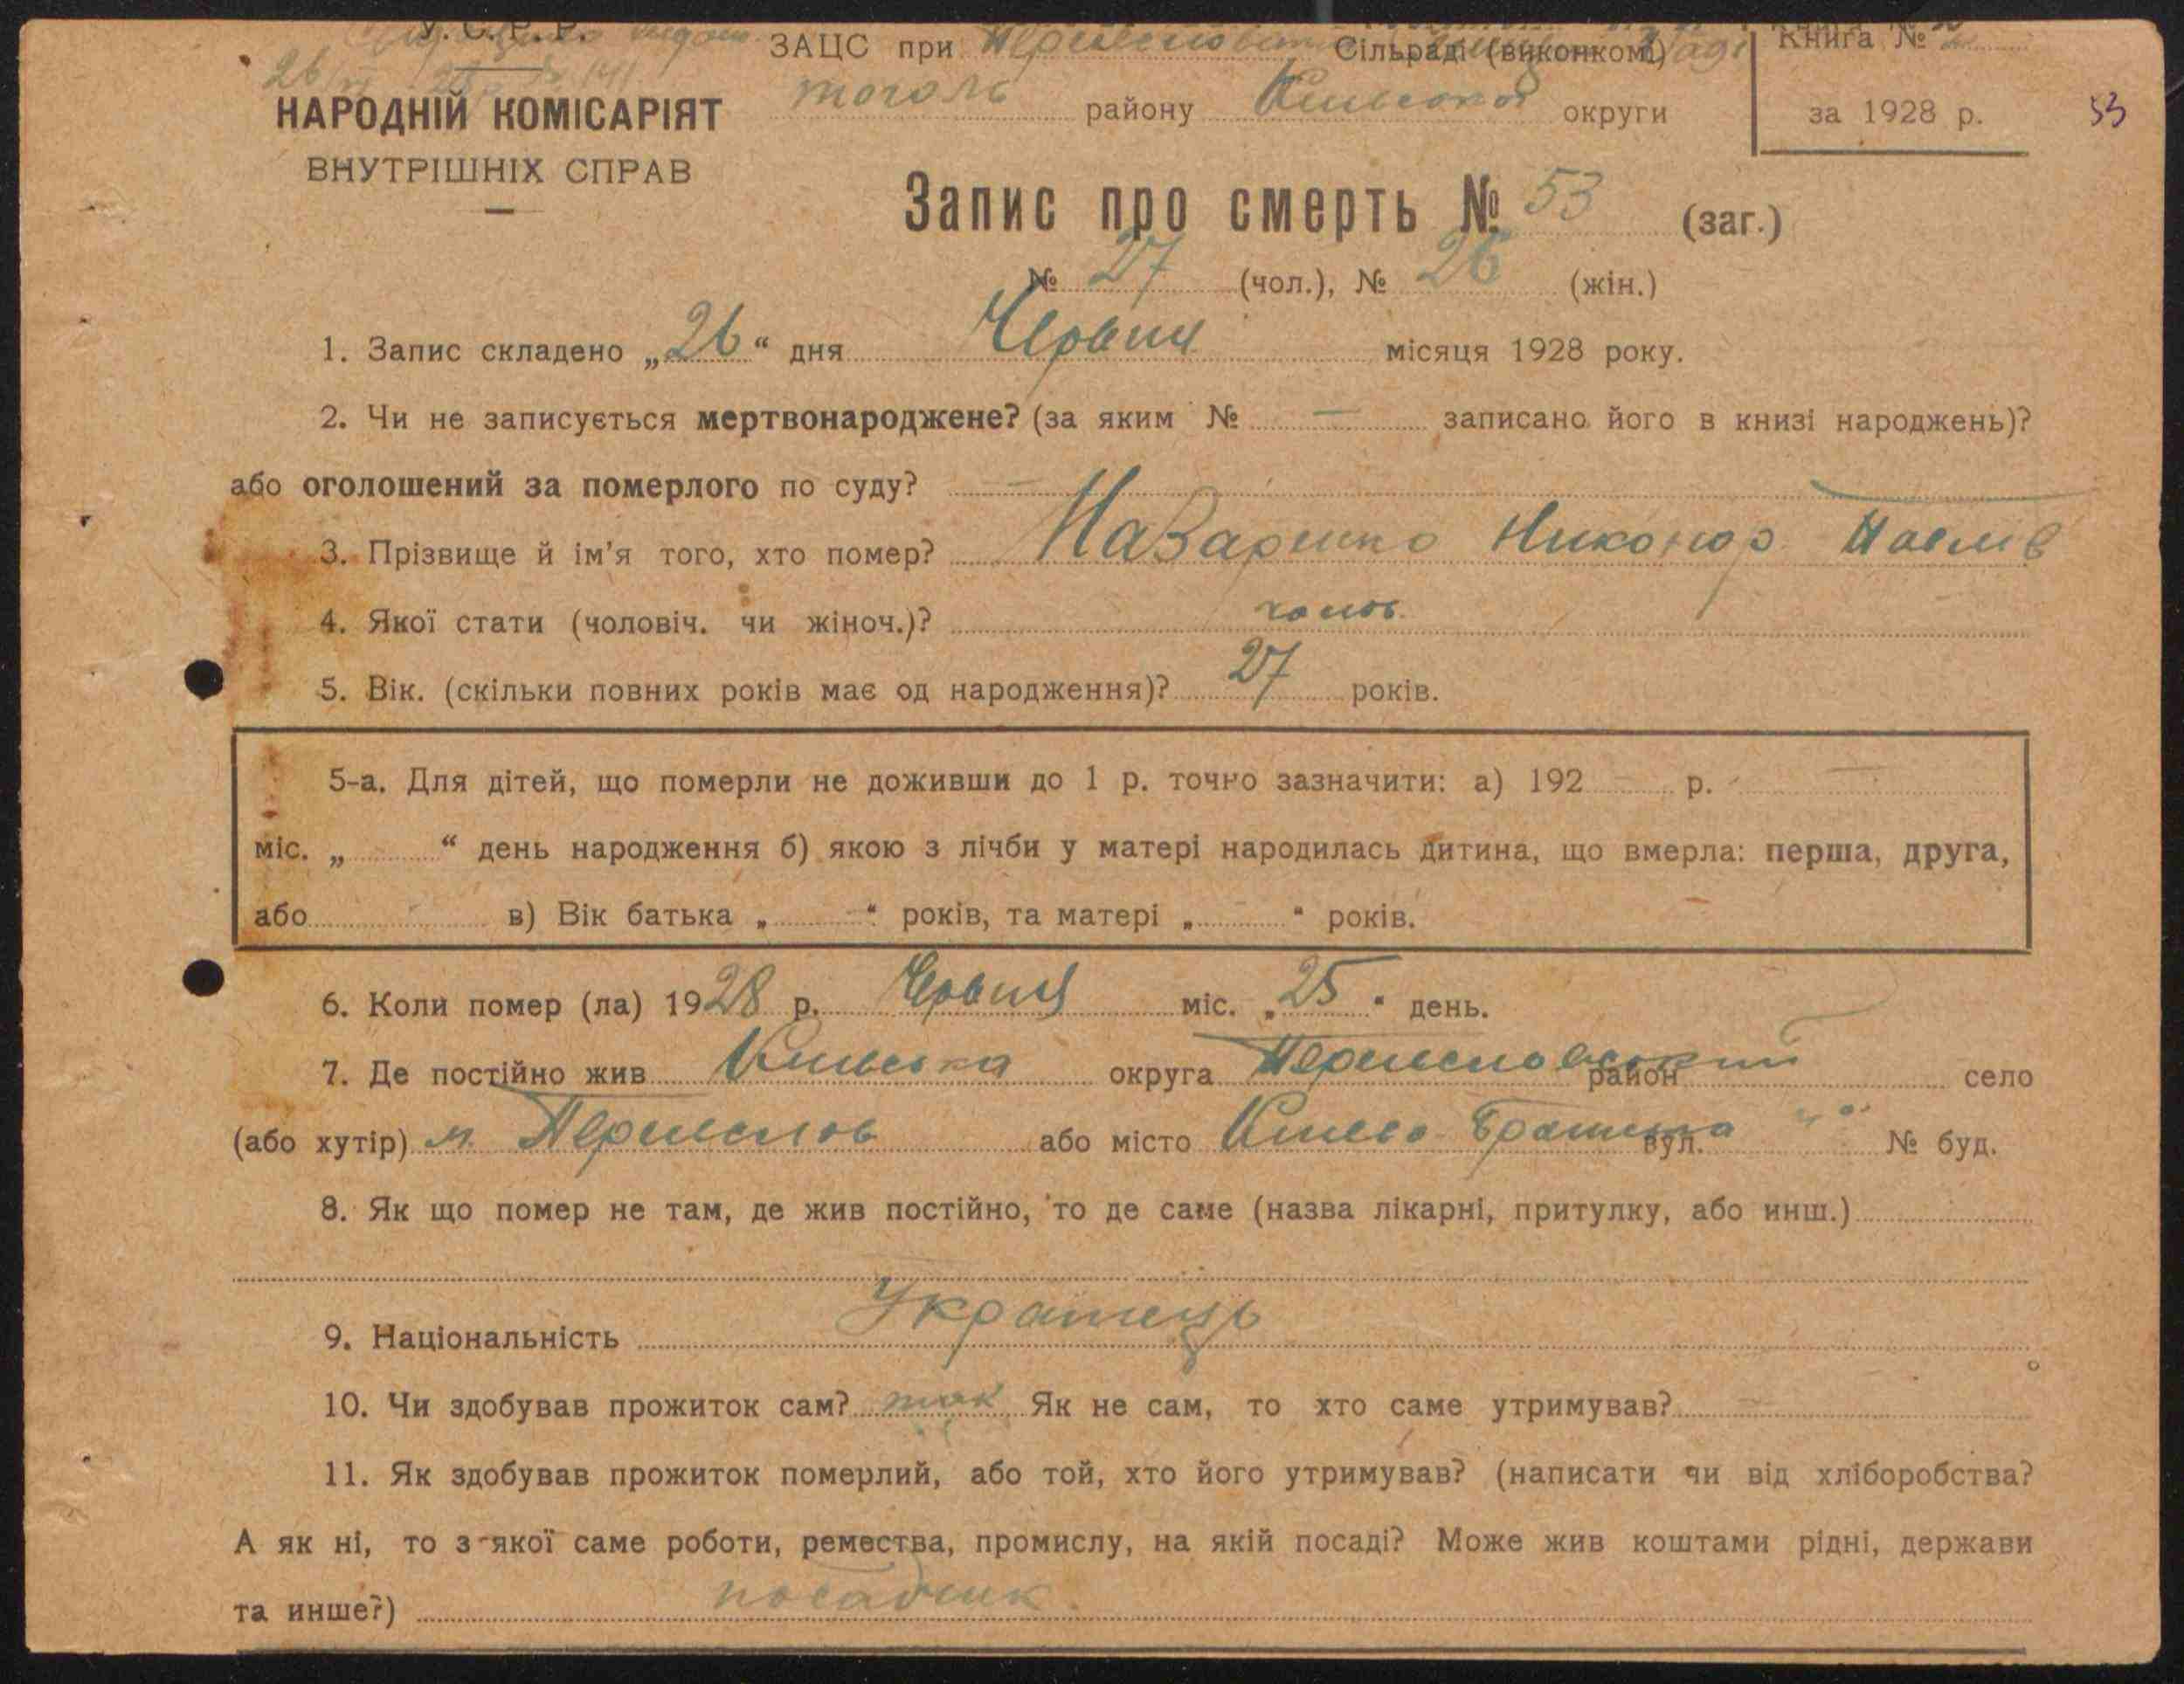 У. С. Р. Р.
ЗАЦС при Сільраді (виконкомі) Книга № 2
НАРОДНІЙ КОМІСАРІЯТ району округи за 1928 р. 53
ВНУТРІШНІХ СПРАВ
Запис про смерть № 53 (заг.)
№ 27 (чол.), № 26 (жін.)
1. Запис складено „26“ дня Червня місяця 1928 року.
2. Чи не записується мертвонароджене? (за яким № — записано його в книзі народжень)?
або оголошений за померлого по суду? —
3. Прізвище й ім'я того, хто помер? Назаренко Никонор
4. Якої стати (чоловіч. чи жіноч.)? чолов.
5. Вік. (скільки повних років має од народження)? 27 років.
5-а. Для дітей, що померли не доживши до 1 р. точно зазначити: а) 192 р.
міс. „ “ день народження б) якою з лічби у матері народилась дитина, що вмерла: перша, друга,
або в) Вік батька „ “ років, та матері „ “ років.
6. Коли помер (ла) 1928 р. Червня міс. „25“ день.
7. Де постійно жив Київська округа Переяславський район село
(або хутір) м. Переяслов або місто вул. № буд.
8. Як що помер не там, де жив постійно, то де саме (назва лікарні, притулку, або инш.)
9. Національність Українець
10. Чи здобував прожиток сам? так Як не сам, то хто саме утримував?
11. Як здобував прожиток померлий, або той, хто його утримував? (написати чи від хліборобства?
А як ні, то з якої саме роботи, ремества, промислу, на якій посаді? Може жив коштами рідні, держави
та инше?) посадник